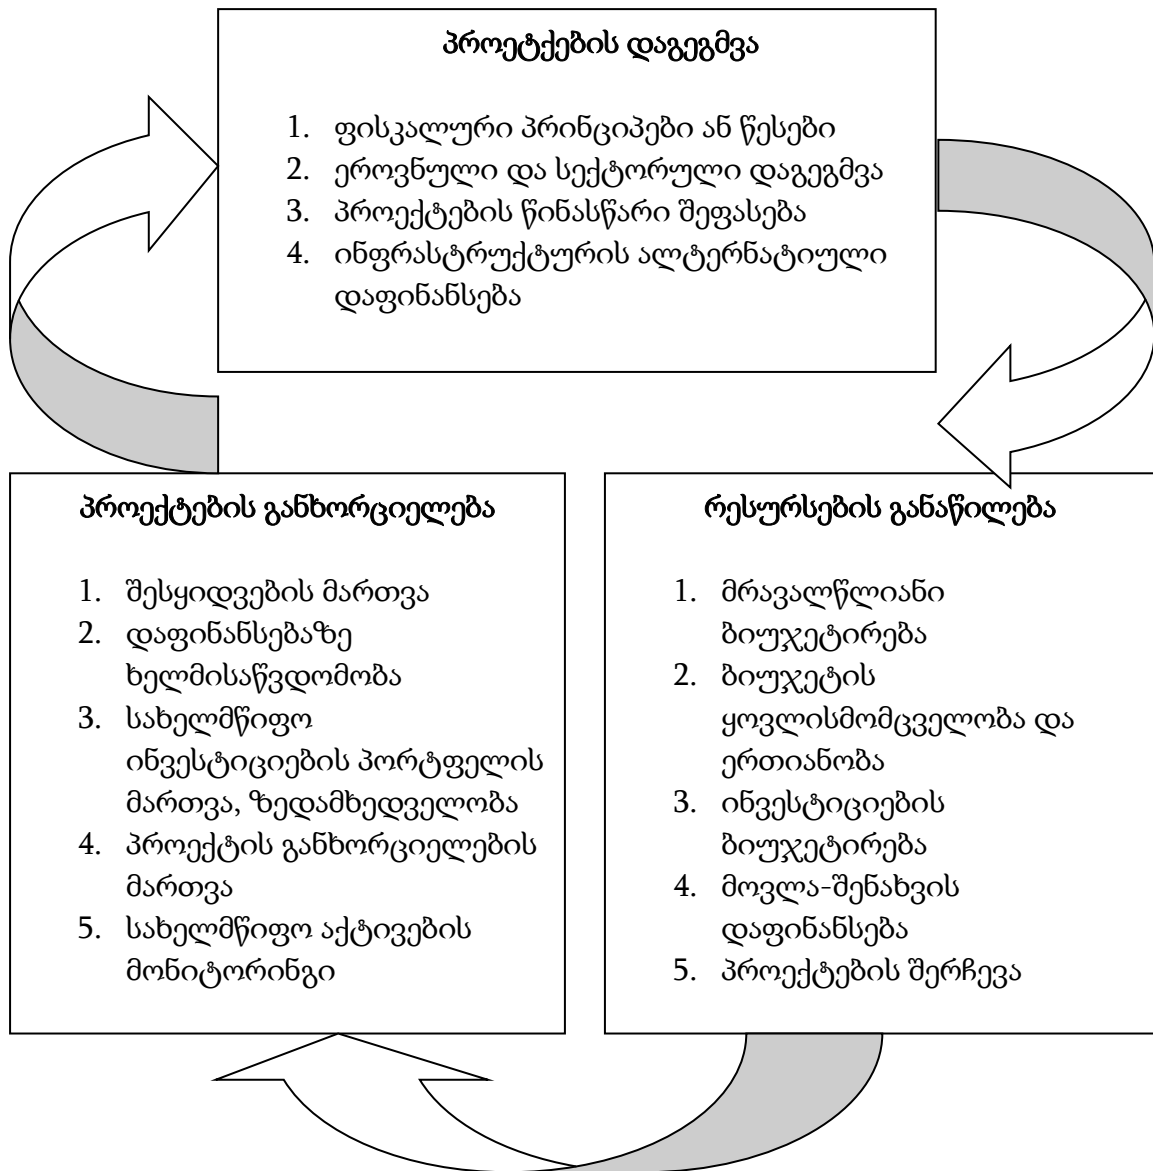 პროეტქების დაგეგმვა
1. ფისკალური პრინციპები ან წესები
2. ეროვნული და სექტორული დაგეგმვა
3. პროექტების წინასწარი შეფასება
4. ინფრასტრუქტურის ალტერნატიული
დაფინანსება
პროექტების განხორციელება
1. შესყიდვების მართვა
2. დაფინანსებაზე
ხელმისაწვდომობა
3. სახელმწიფო
ინვესტიციების პორტფელის
მართვა, ზედამხედველობა
4. პროექტის განხორციელების
მართვა
5. სახელმწიფო აქტივების
მონიტორინგი
რესურსების განაწილება
1. მრავალწლიანი
ბიუჯეტირება
2. ბიუჯეტის
ყოვლისმომცველობა და
ერთიანობა
3. ინვესტიციების
ბიუჯეტირება
4. მოვლა-შენახვის
დაფინანსება
5. პროექტების შერჩევა